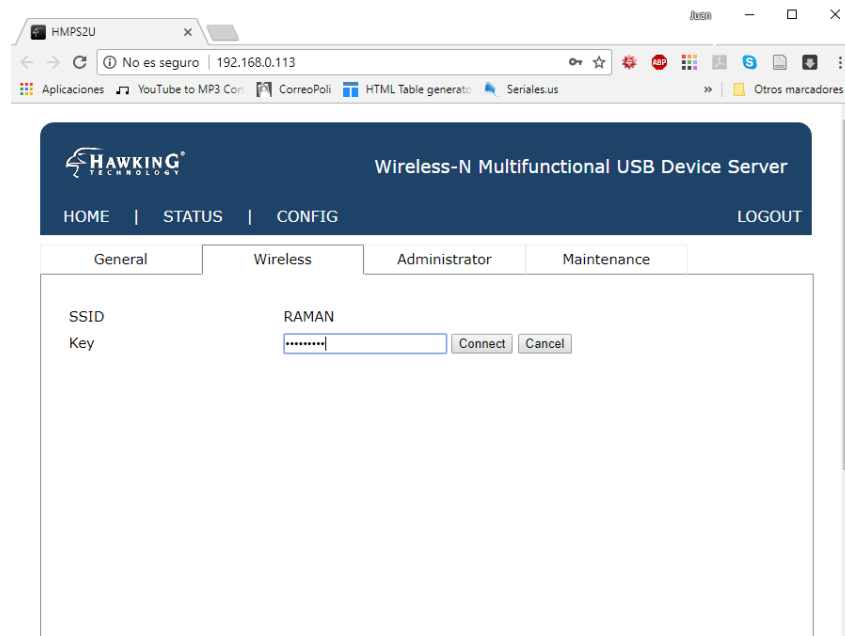 Juan
HMPS2U
No es seguro | 192.168.0.113
ABP
Aplicaciones YouTube to MP3 Con CorreoPoli HTML Table generato Seriales.us » Otros marcadores
HAWKING®
TECHNOLOGY
Wireless-N Multifunctional USB Device Server
HOME | STATUS | CONFIG LOGOUT
General Wireless Administrator Maintenance
SSID RAMAN
Key ••••••••• Connect Cancel